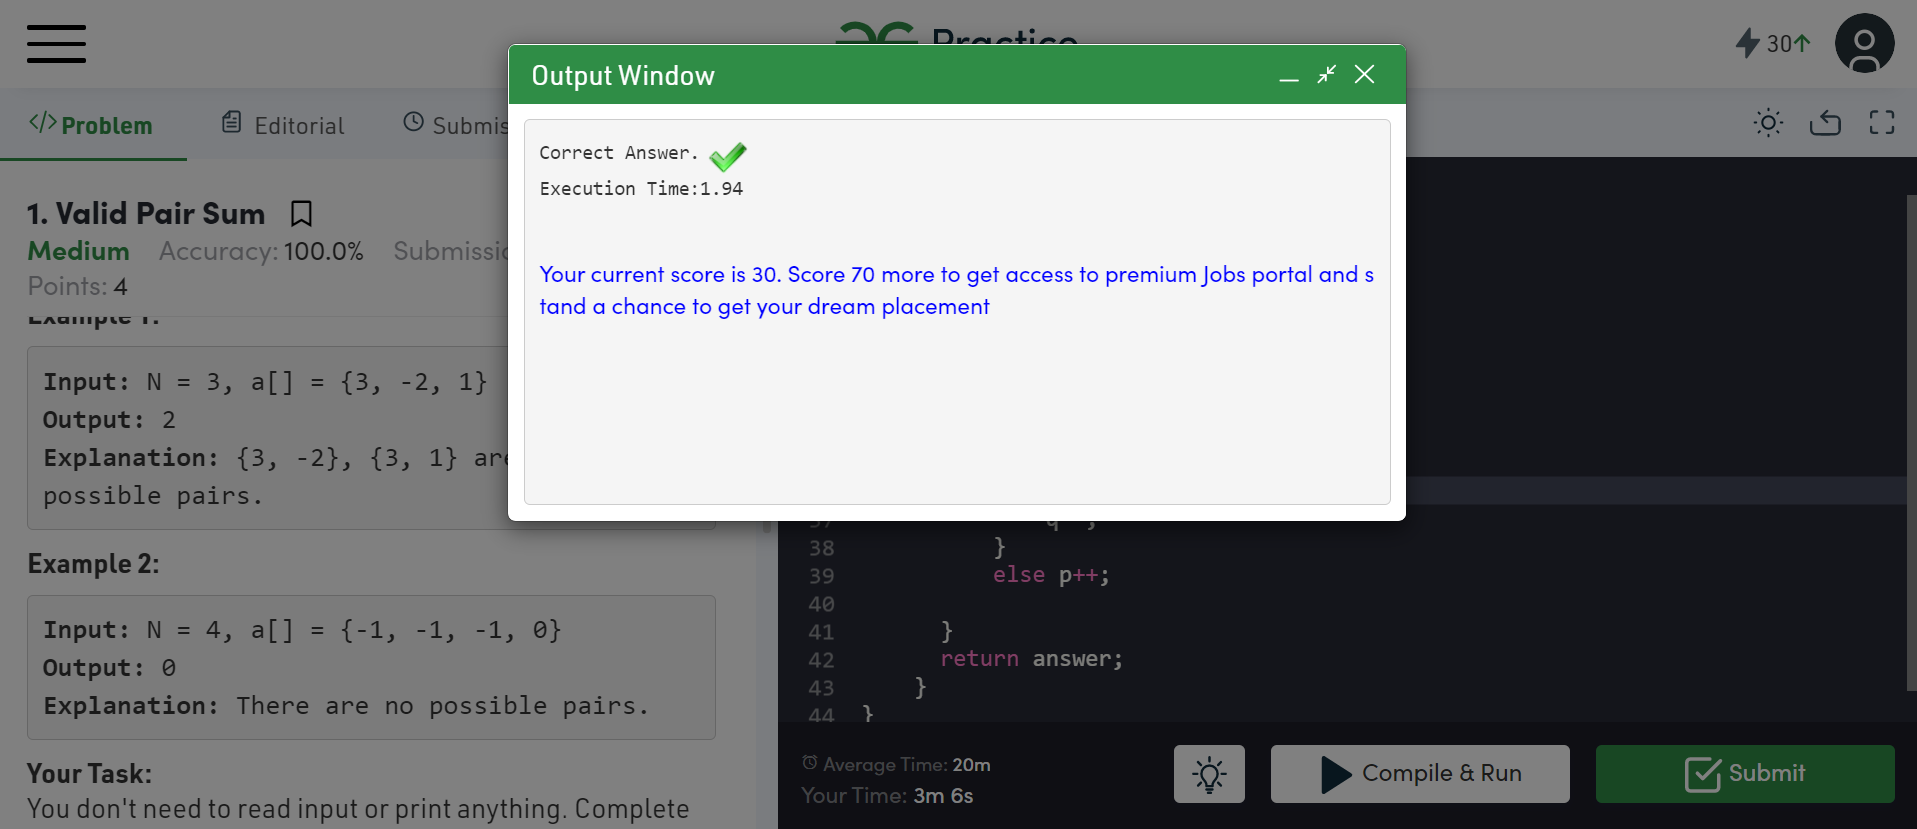 Practice
30
Output Window
Problem
Editorial
Submis
Correct Answer.
Execution Time:1.94
Your current score is 30. Score 70 more to get access to premium Jobs portal and s
tand a chance to get your dream placement
1. Valid Pair Sum
Medium Accuracy: 100.0% Submissio
Points: 4
Example 1:
Input: N = 3, a[] = {3, -2, 1}
Output: 2
Explanation: {3, -2}, {3, 1} are
possible pairs.
Example 2:
Input: N = 4, a[] = {-1, -1, -1, 0}
Output: 0
Explanation: There are no possible pairs.
Your Task:
You don't need to read input or print anything. Complete
37
38 }
39 else p++;
40
41 }
42 return answer;
43 }
44 }
Average Time: 20m
Your Time: 3m 6s
Compile & Run
Submit